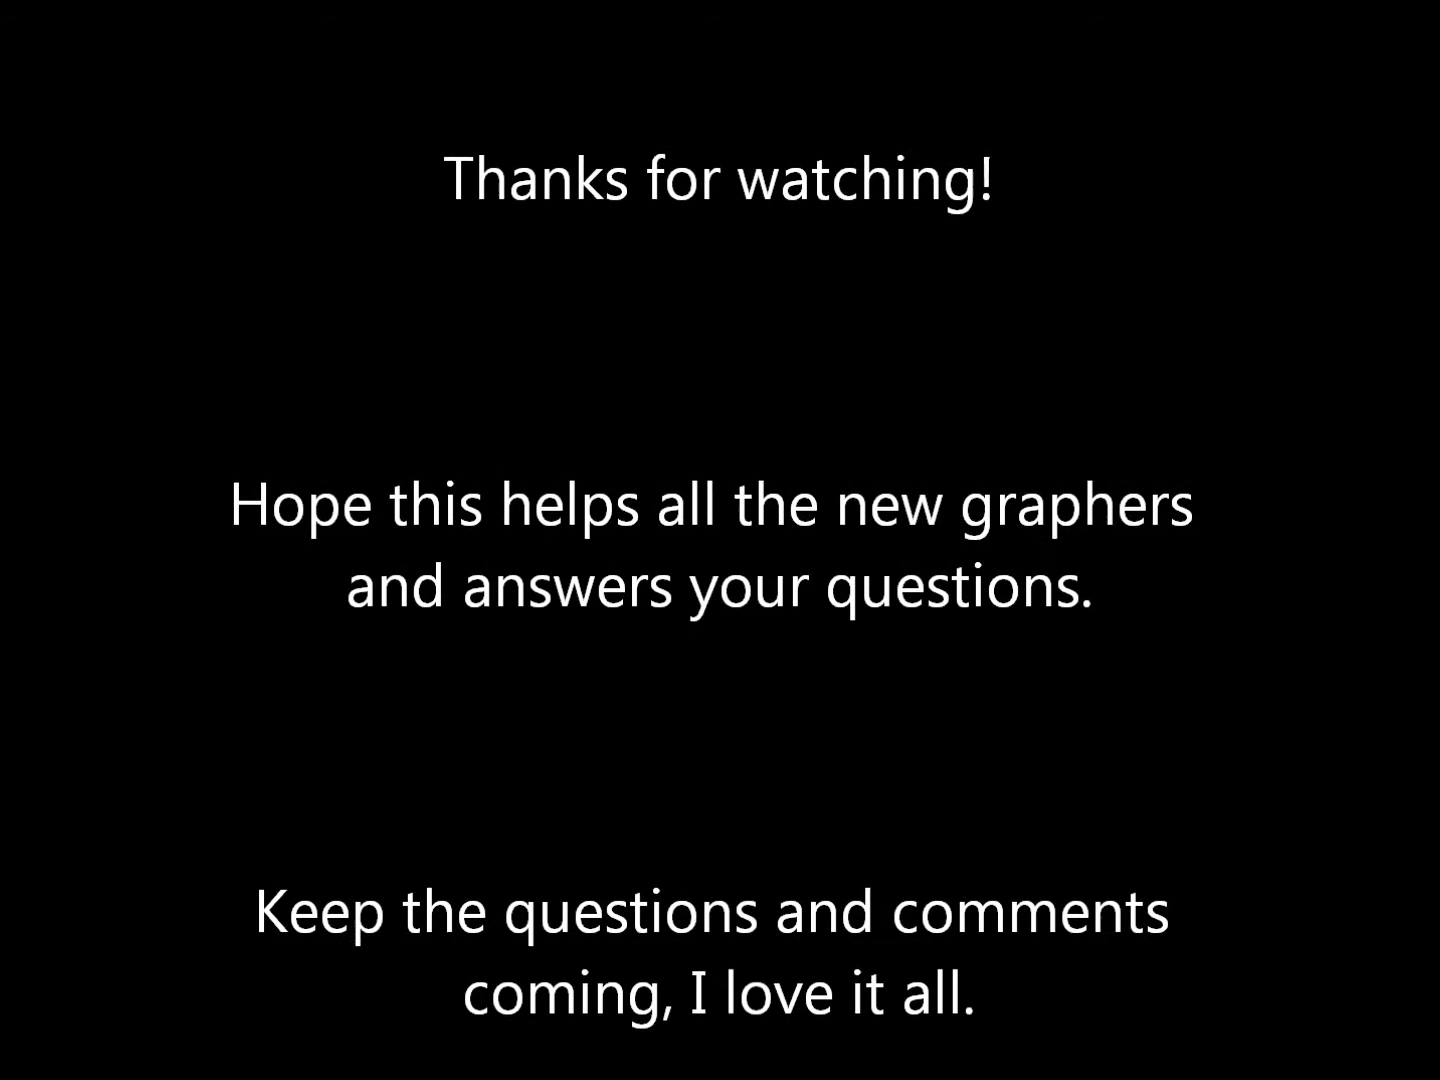 Thanks for watching!
Hope this helps all the new graphers
and answers your questions.
Keep the questions and comments
coming, I love it all.